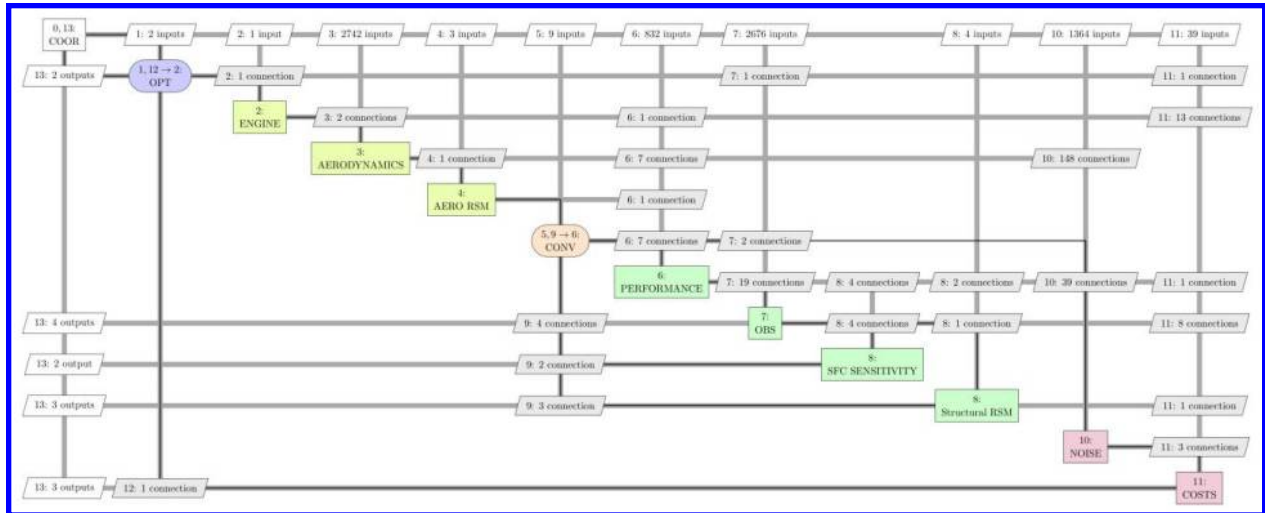 0, 13:
COOR
1: 2 inputs
2: 1 input
3: 2742 inputs
4: 3 inputs
5: 9 inputs
6: 832 inputs
7: 2676 inputs
8: 4 inputs
10: 1364 inputs
11: 39 inputs
13: 2 outputs
1, 12 → 2:
OPT
2: 1 connection
7: 1 connection
11: 1 connection
2:
ENGINE
3: 2 connections
6: 1 connection
11: 13 connections
3:
AERODYNAMICS
4: 1 connection
6: 7 connections
10: 148 connections
4:
AERO RSM
6: 1 connection
5, 9 → 6:
CONV
6: 7 connections
7: 2 connections
6:
PERFORMANCE
7: 19 connections
8: 4 connections
8: 2 connections
10: 39 connections
11: 1 connection
13: 4 outputs
9: 4 connections
7:
OBS
8: 4 connections
8: 1 connection
11: 8 connections
13: 2 output
9: 2 connection
8:
SFC SENSITIVITY
13: 3 outputs
9: 3 connection
8:
Structural RSM
11: 1 connection
10:
NOISE
11: 3 connections
13: 3 outputs
12: 1 connection
11:
COSTS